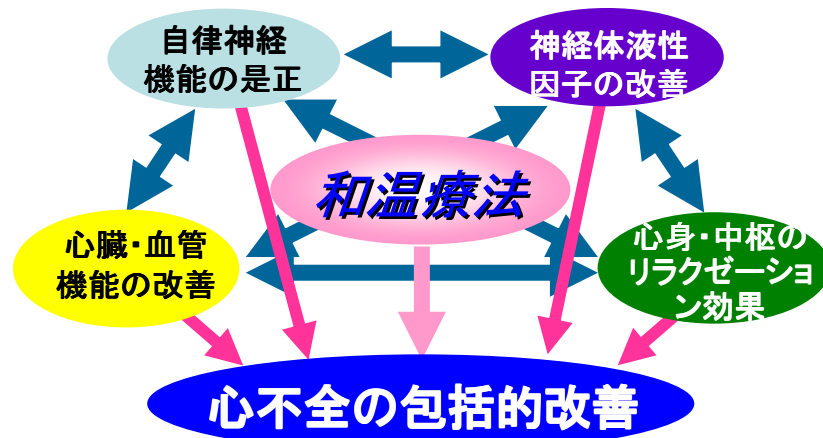 自律神経
機能の是正
神経体液性
因子の改善
和温療法
心臓・血管
機能の改善
心身・中枢の
リラクゼーショ
ン効果
心不全の包括的改善